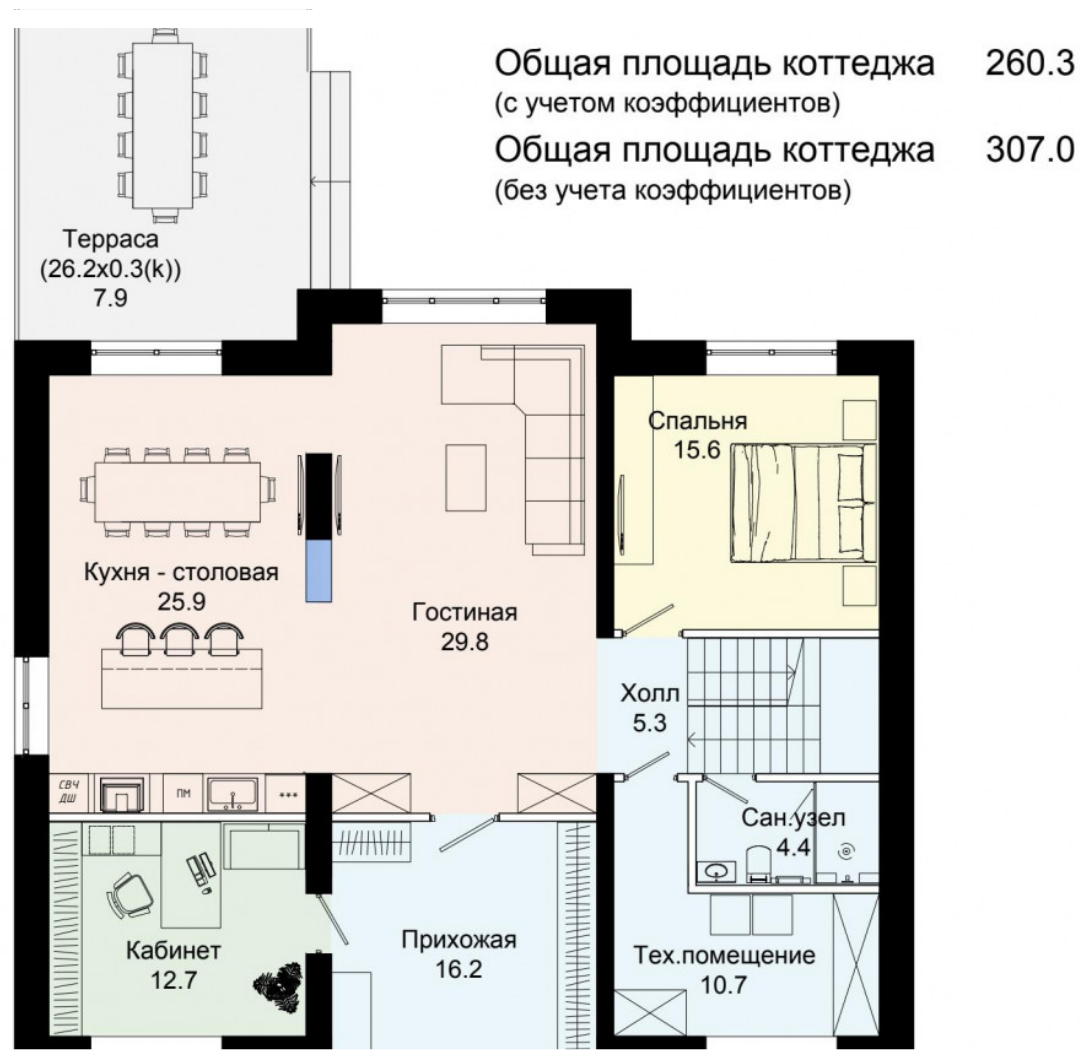 Общая площадь коттеджа 260.3
(с учетом коэффициентов)
Общая площадь коттеджа 307.0
(без учета коэффициентов)
Терраса
(26.2x0.3(k))
7.9
Спальня
15.6
Кухня - столовая
25.9
Гостиная
29.8
Холл
5.3
СВЧ
ДШ
ПМ
***
Сан.узел
4.4
Кабинет
12.7
Прихожая
16.2
Тех.помещение
10.7